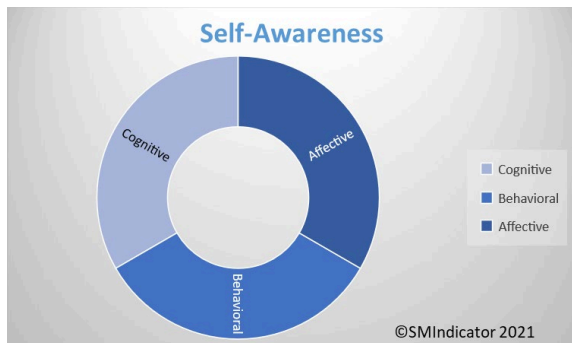 Self-Awareness
Cognitive
Affective
Behavioral
Cognitive
Behavioral
Affective
©SMIndicator 2021